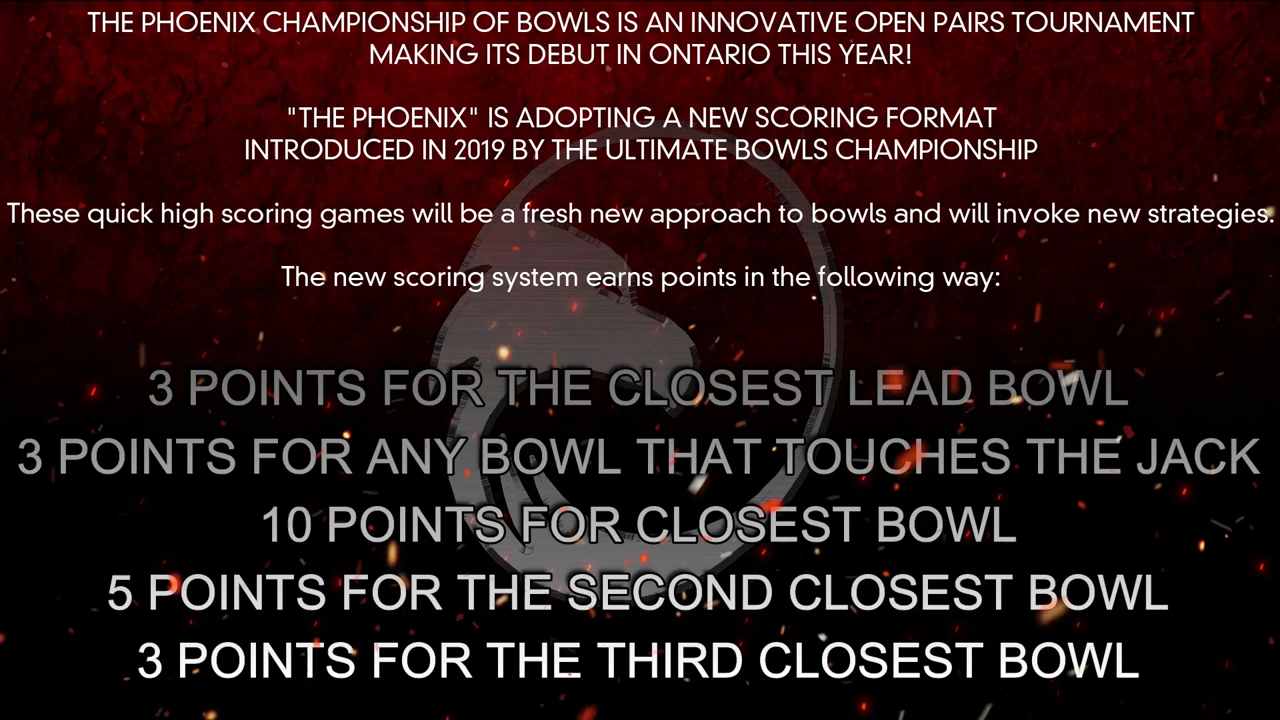 THE PHOENIX CHAMPIONSHIP OF BOWLS IS AN INNOVATIVE OPEN PAIRS TOURNAMENT
MAKING ITS DEBUT IN ONTARIO THIS YEAR!
"THE PHOENIX" IS ADOPTING A NEW SCORING FORMAT
INTRODUCED IN 2019 BY THE ULTIMATE BOWLS CHAMPIONSHIP
These quick high scoring games will be a fresh new approach to bowls and will invoke new strategies.
The new scoring system earns points in the following way:
3 POINTS FOR THE CLOSEST LEAD BOWL
3 POINTS FOR ANY BOWL THAT TOUCHES THE JACK
10 POINTS FOR CLOSEST BOWL
5 POINTS FOR THE SECOND CLOSEST BOWL
3 POINTS FOR THE THIRD CLOSEST BOWL